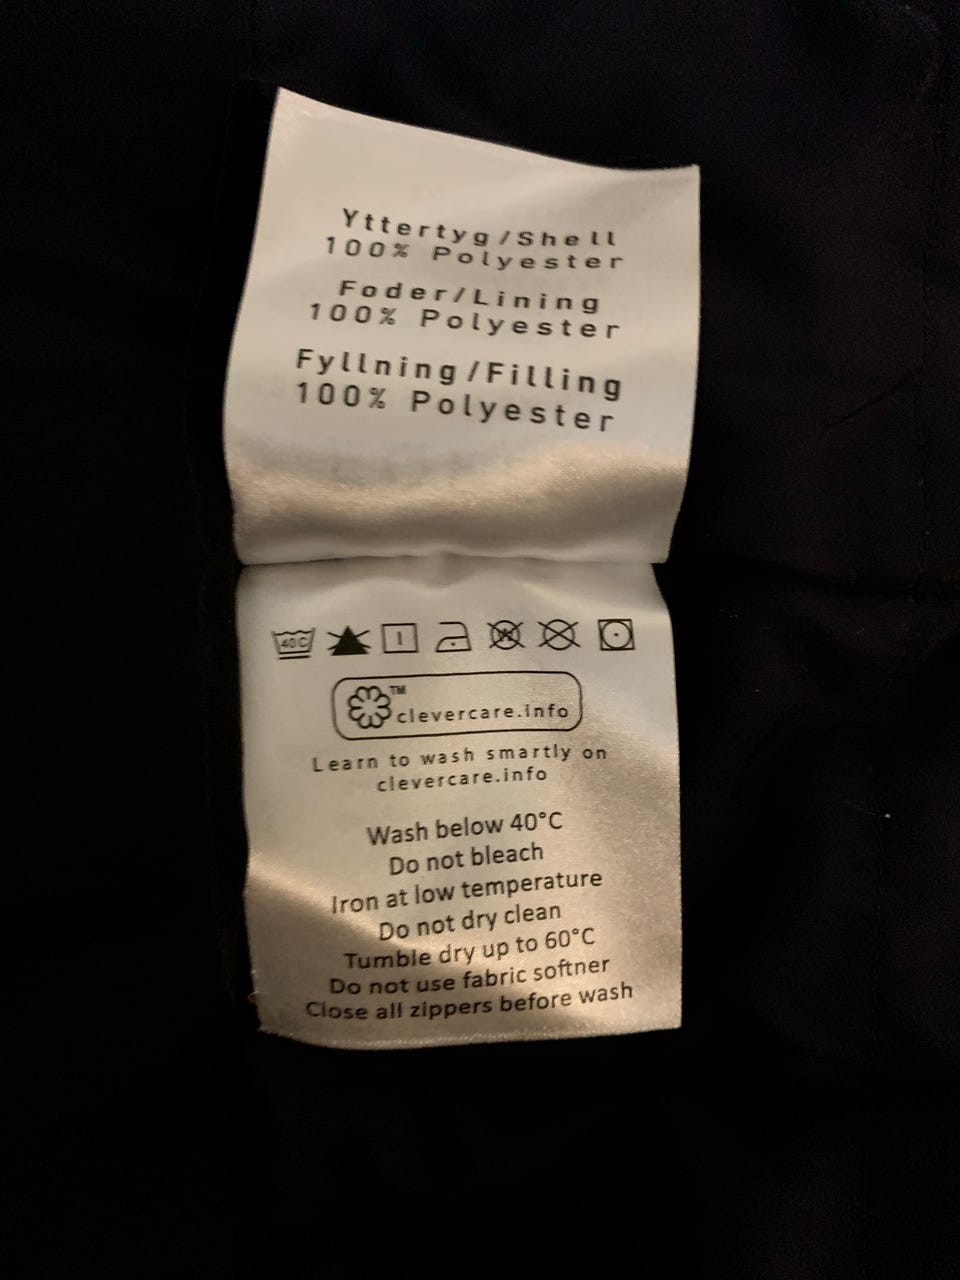 Yttertyg/Shell
100% Polyester
Foder/Lining
100% Polyester
Fyllning/Filling
100% Polyester
40C
W
TM
clevercare.info
Learn to wash smartly on
clevercare.info
Wash below 40°C
Do not bleach
Iron at low temperature
Do not dry clean
Tumble dry up to 60°C
Do not use fabric softner
Close all zippers before wash